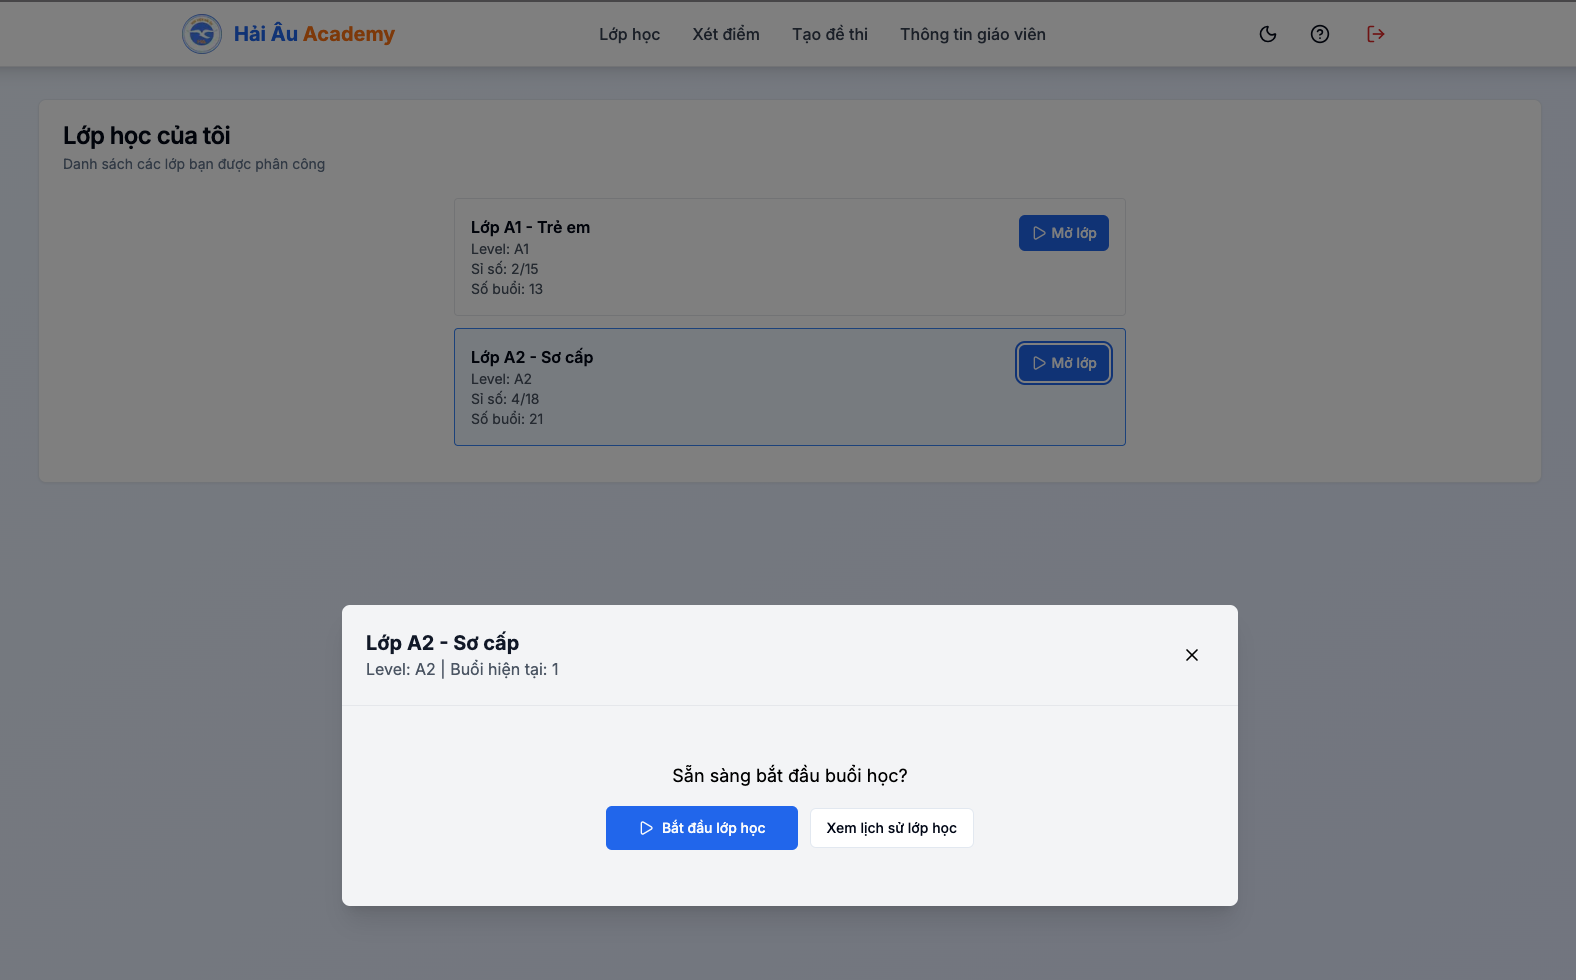 Hải Âu Academy
Lớp học
Xét điểm
Tạo đề thi
Thông tin giáo viên
Lớp học của tôi
Danh sách các lớp bạn được phân công
Lớp A1 - Trẻ em
Mở lớp
Level: A1
Sĩ số: 2/15
Số buổi: 13
Lớp A2 - Sơ cấp
Mở lớp
Level: A2
Sĩ số: 4/18
Số buổi: 21
Lớp A2 - Sơ cấp
Level: A2 | Buổi hiện tại: 1
Sẵn sàng bắt đầu buổi học?
Bắt đầu lớp học
Xem lịch sử lớp học